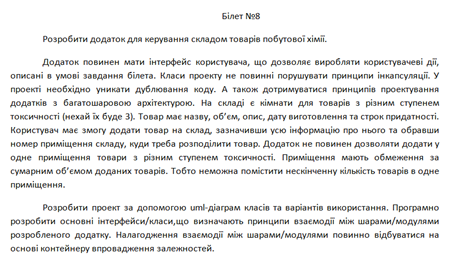 Білет №8
Розробити додаток для керування складом товарів побутової хімії.
Додаток повинен мати інтерфейс користувача, що дозволяє виробляти користувачеві дії,
описані в умові завдання білета. Класи проекту не повинні порушувати принципи інкапсуляції. У
проекті необхідно уникати дублювання коду. А також дотримуватися принципів проектування
додатків з багатошаровою архітектурою. На складі є кімнати для товарів з різним ступенем
токсичності (нехай їх буде 3). Товар має назву, об'єм, опис, дату виготовлення та строк придатності.
Користувач має змогу додати товар на склад, зазначивши усю інформацію про нього та обравши
номер приміщення складу, куди треба розподілити товар. Додаток не повинен дозволяти додати у
одне приміщення товари з різним ступенем токсичності. Приміщення мають обмеження за
сумарним об'ємом доданих товарів. Тобто неможна помістити нескінченну кількість товарів в одне
приміщення.
Розробити проект за допомогою uml-діаграм класів та варіантів використання. Програмно
розробити основні інтерфейси/класи,що визначають принципи взаємодії між шарами/модулями
розробленого додатку. Налагодження взаємодії між шарами/модулями повинно відбуватися на
основі контейнеру впровадження залежностей.